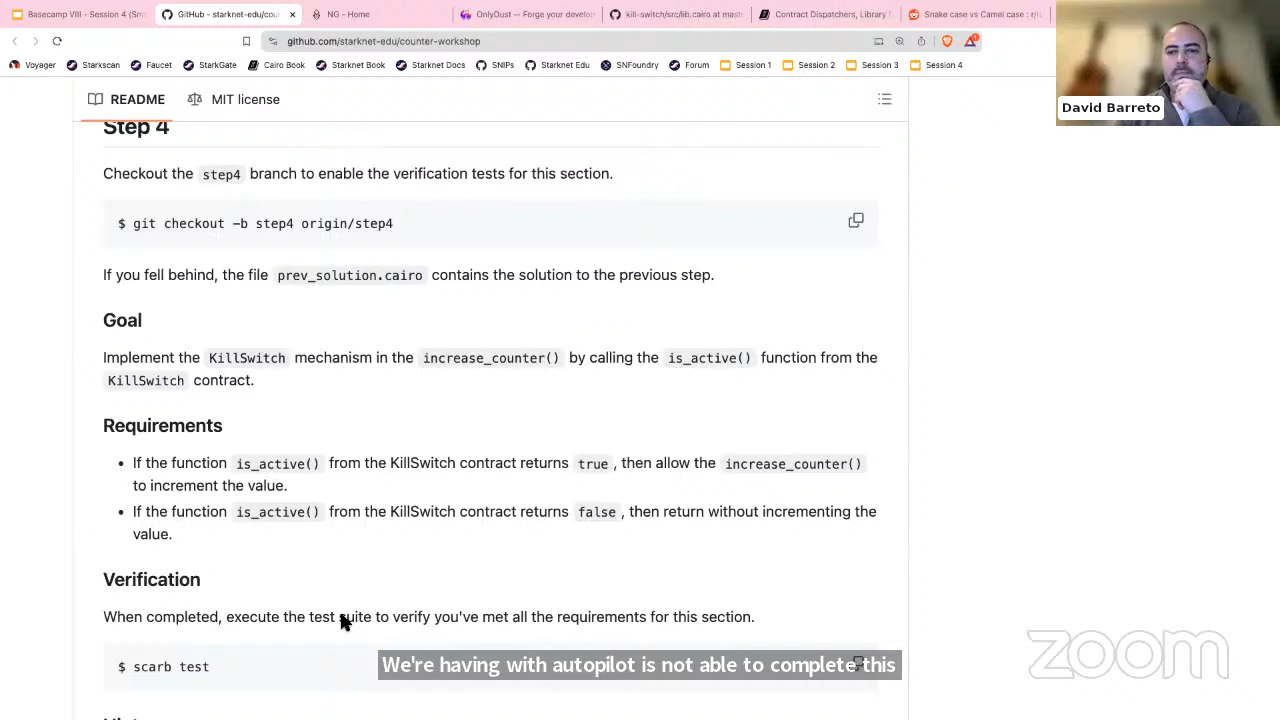 Basecamp VIII - Session 4 (Sma
GitHub - starknet-edu/cou
NG - Home
OnlyDust — Forge your develo
kill-switch/src/lib.cairo at mast
Contract Dispatchers, Library
Snake case vs Camel case : r/
github.com/starknet-edu/counter-workshop
Voyager
Starkscan
Faucet
StarkGate
Cairo Book
Starknet Book
Starknet Docs
SNIPs
Starknet Edu
SNFoundry
Forum
Session 1
Session 2
Session 3
Session 4
David Barreto
README
MIT license
Step 4
Checkout the step4 branch to enable the verification tests for this section.
$ git checkout -b step4 origin/step4
If you fell behind, the file prev_solution.cairo contains the solution to the previous step.
Goal
Implement the KillSwitch mechanism in the increase_counter() by calling the is_active() function from the
KillSwitch contract.
Requirements
• If the function is_active() from the KillSwitch contract returns true, then allow the increase_counter()
to increment the value.
• If the function is_active() from the KillSwitch contract returns false, then return without incrementing the
value.
Verification
When completed, execute the test suite to verify you've met all the requirements for this section.
$ scarb test
We're having with autopilot is not able to complete this
zoom